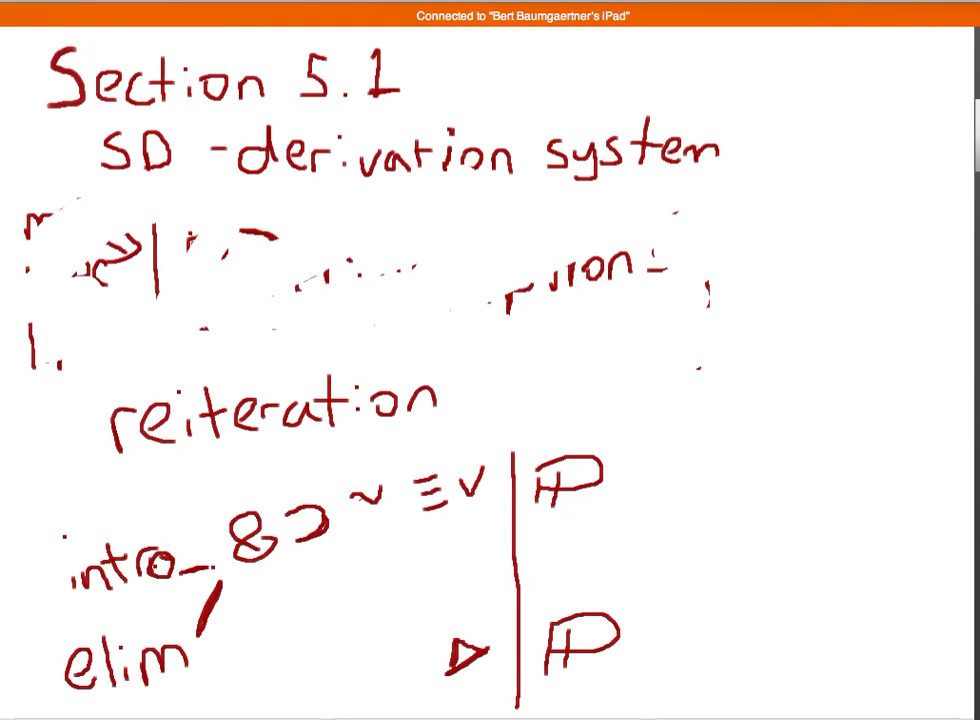 Connected to "Bert Baumgaertner's iPad"
Section 5.1
SD - derivation system
reiteration
intro & ⊃ ~ ≡ ∨
elim
▷
P
P